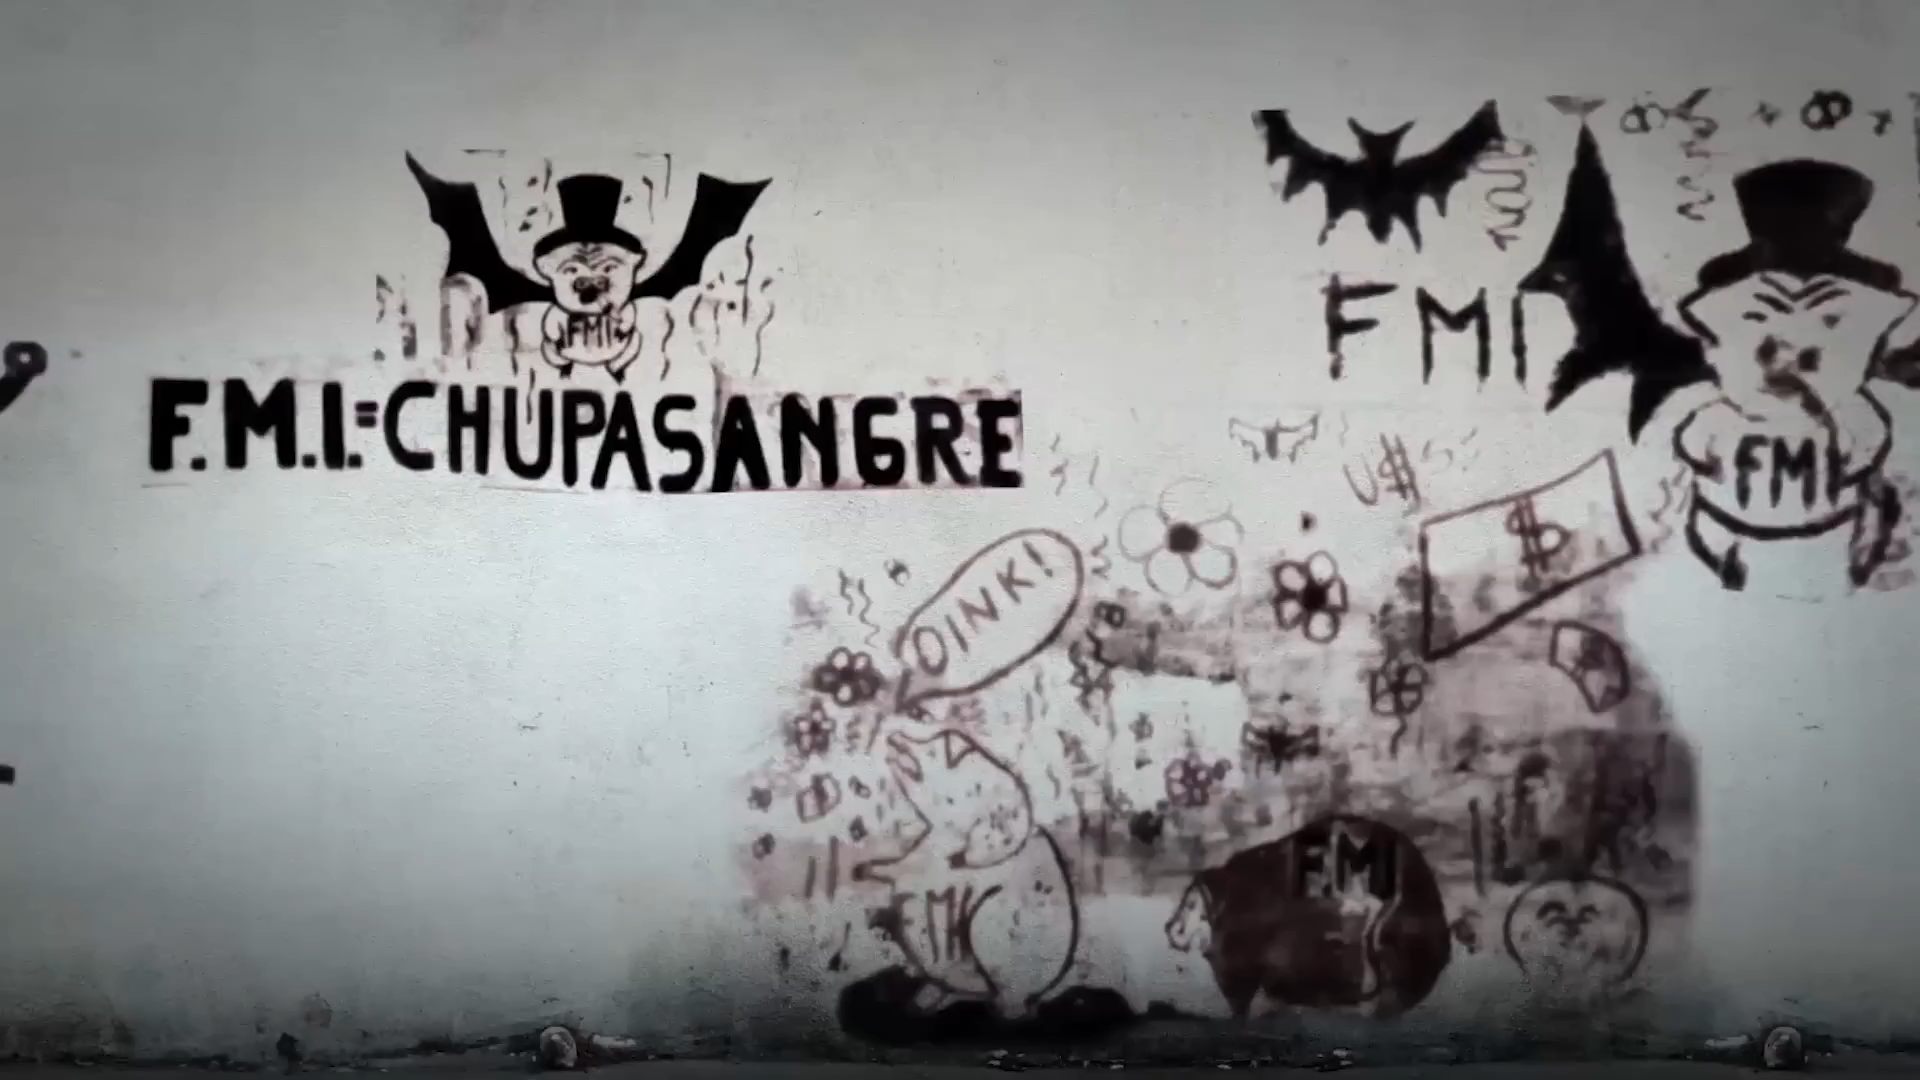 FMI
F.M.I.=CHUPASANGRE
FMI
FMI
U$S
$
OINK!
FMI
F.M.I